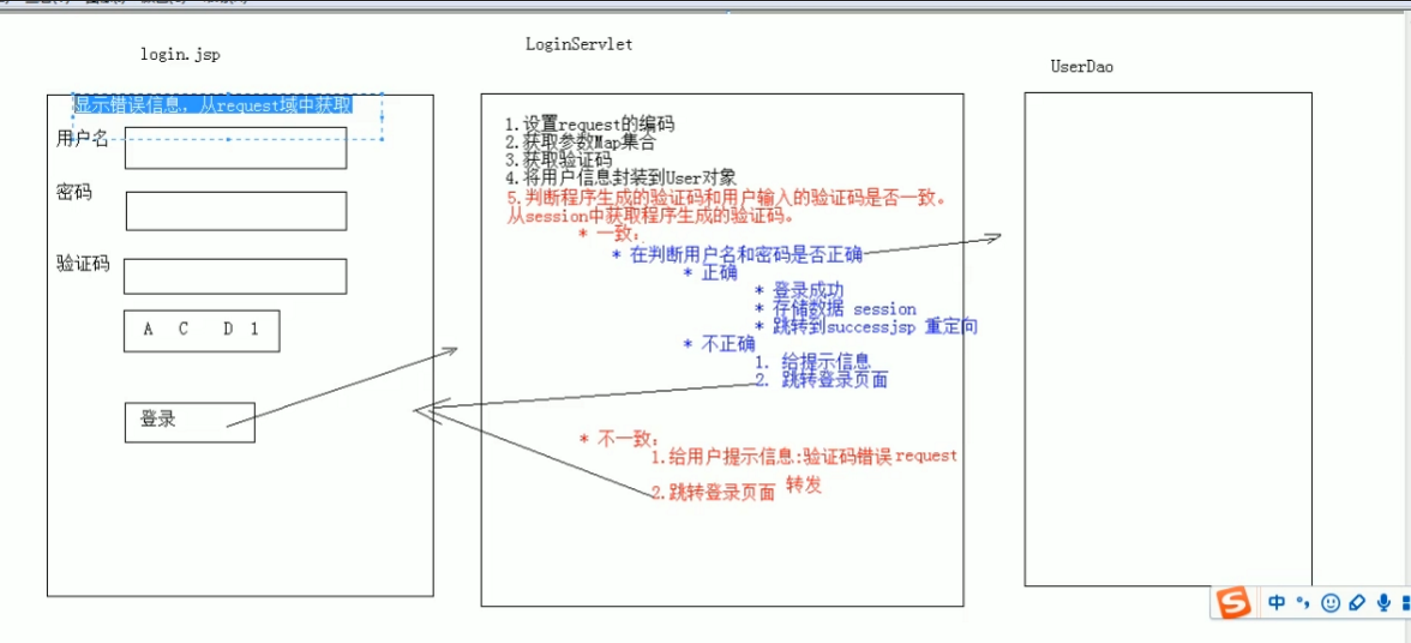 login.jsp
LoginServlet
UserDao
显示错误信息，从request域中获取
用户名
密码
验证码
A C D 1
登录
1.设置request的编码
2.获取参数Map集合
3.获取验证码
4.将用户信息封装到User对象
5.判断程序生成的验证码和用户输入的验证码是否一致。
从session中获取程序生成的验证码。
* 一致：
* 在判断用户名和密码是否正确
* 正确
* 登录成功
* 存储数据 session
* 跳转到successjsp 重定向
* 不正确
1. 给提示信息
2. 跳转登录页面
* 不一致：
1.给用户提示信息:验证码错误 request
2.跳转登录页面 转发
S 中